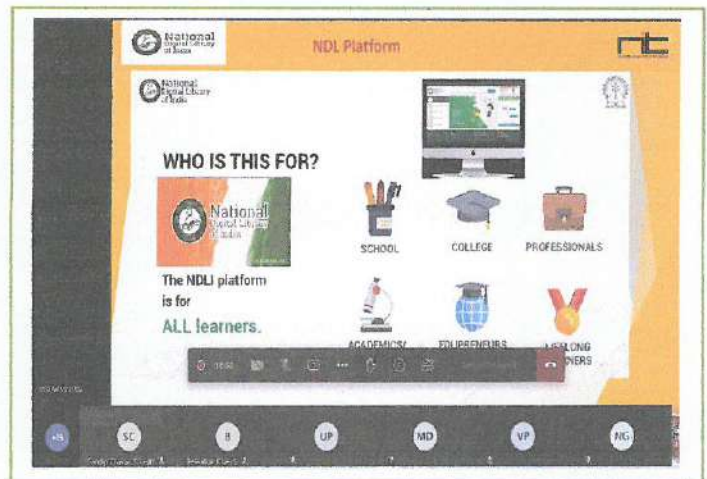 National
Digital Library
of India
NDL Platform
rit
National
Digital Library
of India
WHO IS THIS FOR?
National
Digital Library
of India
SCHOOL
COLLEGE
PROFESSIONALS
The NDLI platform
is for
ALL learners.
ACADEMICS/
EDUPRENEURS
LIFELONG
SC
B
UP
MD
VP
NG